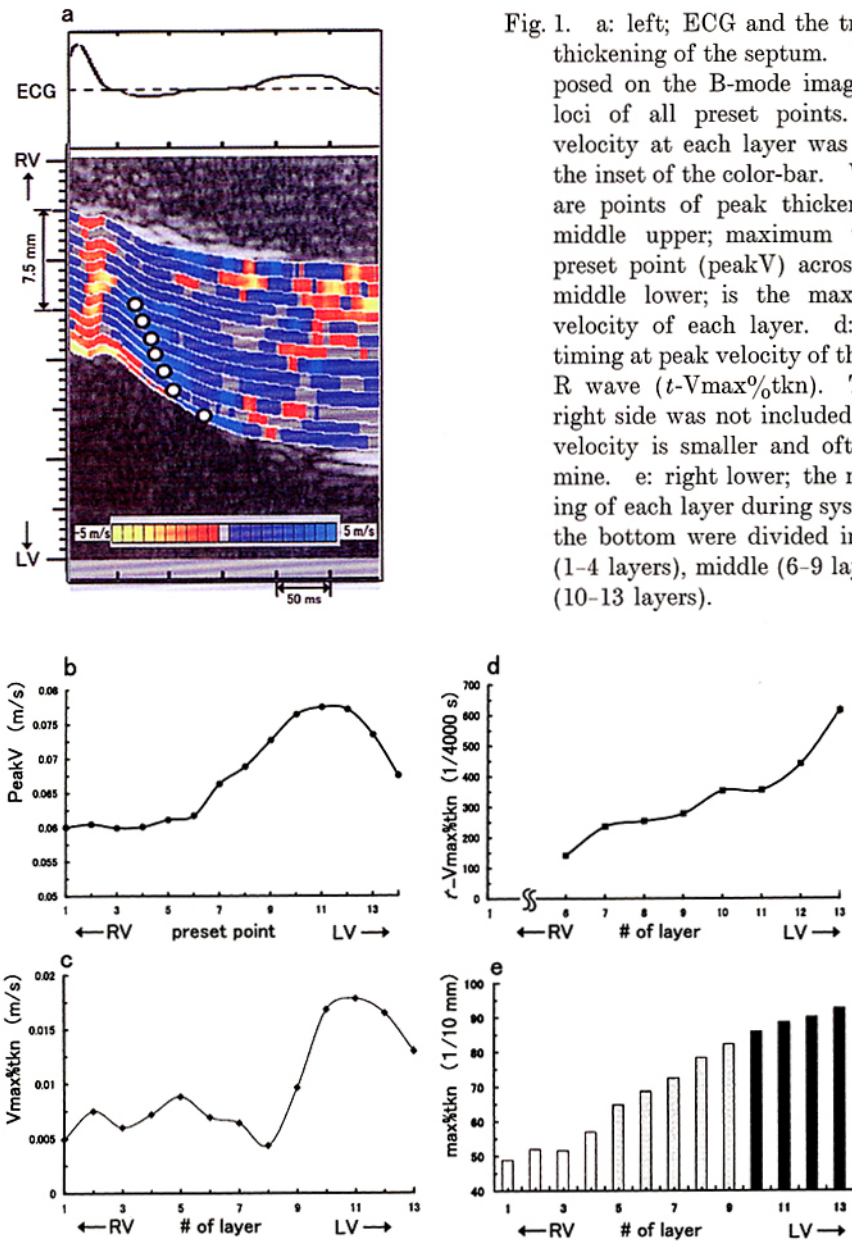 a
ECG
RV
7.5 mm
LV
-5 m/s
5 m/s
50 ms
Fig. 1. a: left; ECG and the
thickening of the septum.
posed on the B-mode imag
loci of all preset points.
velocity at each layer was
the inset of the color-bar.
are points of peak thicken
middle upper; maximum
preset point (peakV) across
middle lower; is the max
velocity of each layer. d:
timing at peak velocity of th
R wave (t-Vmax%tkn).
right side was not included
velocity is smaller and oft
mine. e: right lower; the
ing of each layer during sys
the bottom were divided in
(1-4 layers), middle (6-9 lay
(10-13 layers).
b
PeakV (m/s)
0.08
0.075
0.07
0.065
0.06
0.055
0.05
1 3 5 7 9 11 13
←RV preset point LV→
d
t-Vmax%tkn (1/4000 s)
700
600
500
400
300
200
100
0
1 6 7 8 9 10 11 12 13
←RV # of layer LV→
c
Vmax%tkn (m/s)
0.02
0.015
0.01
0.005
0
1 3 5 7 9 11 13
←RV # of layer LV→
e
max%tkn (1/10 mm)
100
90
80
70
60
50
40
1 3 5 7 9 11 13
←RV # of layer LV→